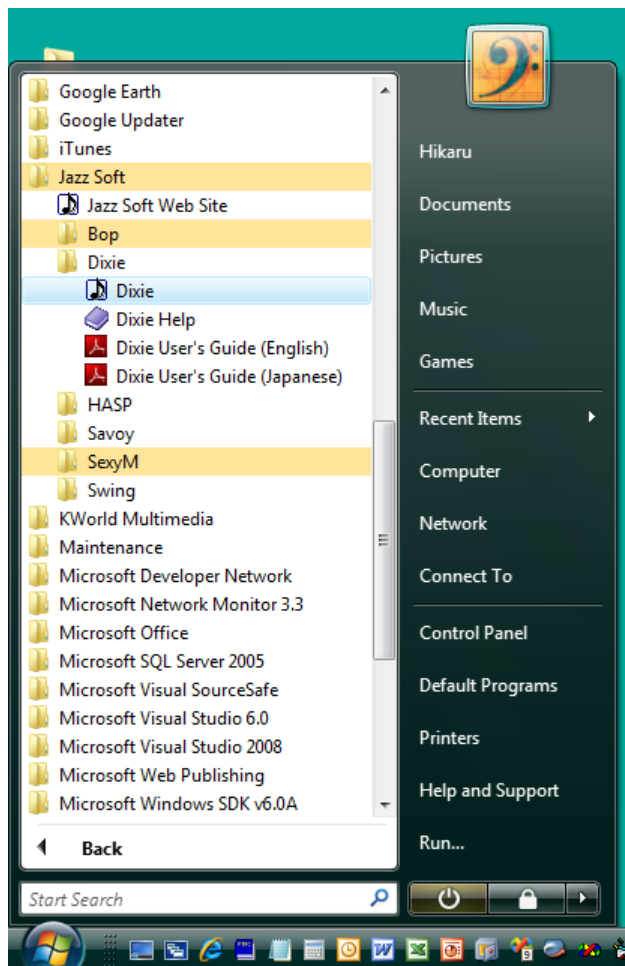 Google Earth
Google Updater
iTunes
Jazz Soft
Jazz Soft Web Site
Bop
Dixie
Dixie
Dixie Help
Dixie User's Guide (English)
Dixie User's Guide (Japanese)
HASP
Savoy
SexyM
Swing
KWorld Multimedia
Maintenance
Microsoft Developer Network
Microsoft Network Monitor 3.3
Microsoft Office
Microsoft SQL Server 2005
Microsoft Visual SourceSafe
Microsoft Visual Studio 6.0
Microsoft Visual Studio 2008
Microsoft Web Publishing
Microsoft Windows SDK v6.0A
Back
Start Search
Hikaru
Documents
Pictures
Music
Games
Recent Items
Computer
Network
Connect To
Control Panel
Default Programs
Printers
Help and Support
Run...